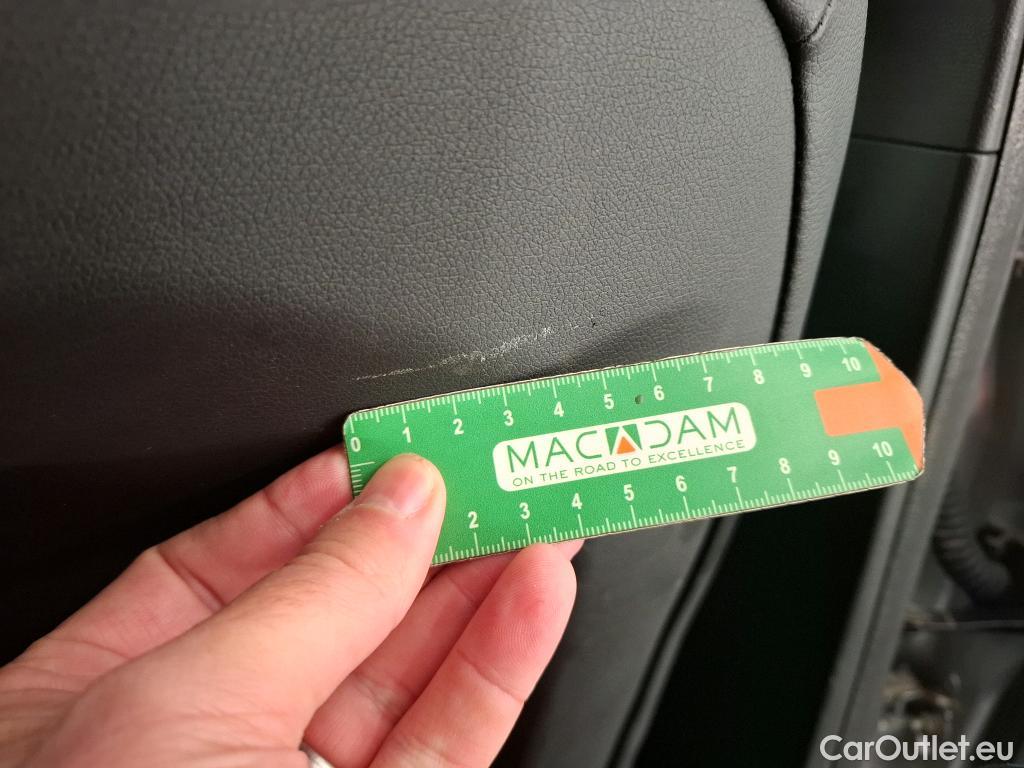 0 1 2 3 4 5 6 7 8 9 10
MACADAM
ON THE ROAD TO EXCELLENCE
2 3 4 5 6 7 8 9 10
CarOutlet.eu